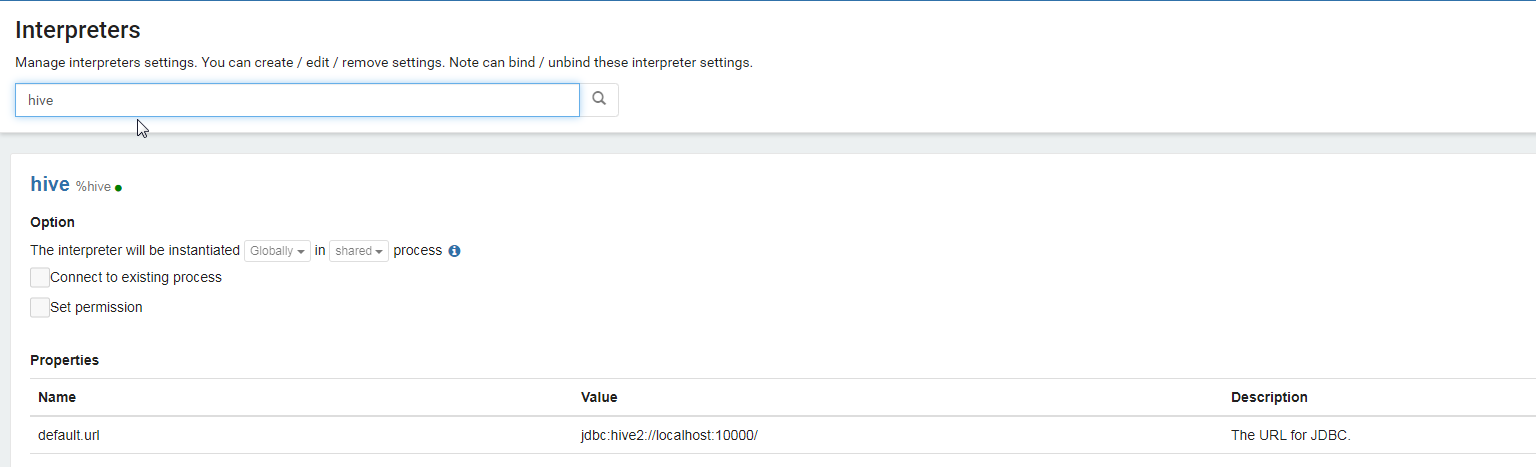 Interpreters
Manage interpreters settings. You can create / edit / remove settings. Note can bind / unbind these interpreter settings.
hive
hive %hive
Option
The interpreter will be instantiated Globally in shared process
Connect to existing process
Set permission
Properties
Name Value Description
default.url jdbc:hive2://localhost:10000/ The URL for JDBC.